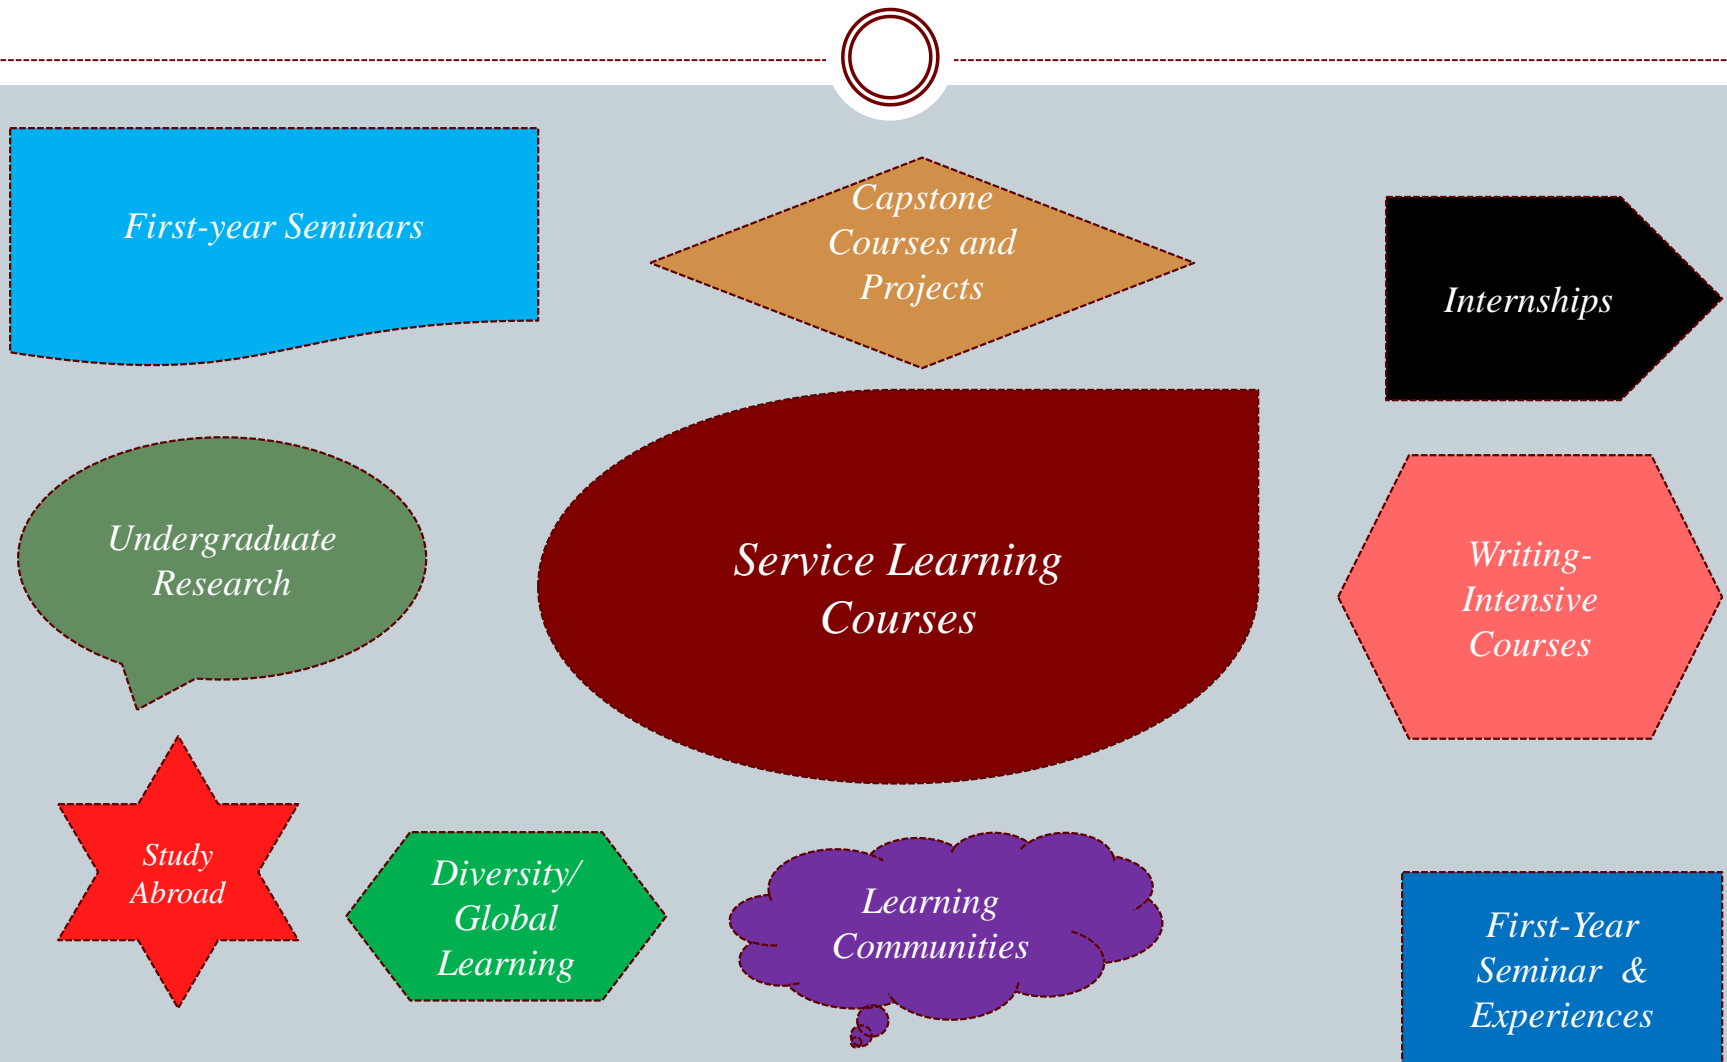 First-year Seminars
Capstone
Courses and
Projects
Internships
Undergraduate
Research
Service Learning
Courses
Writing-
Intensive
Courses
Study
Abroad
Diversity/
Global
Learning
Learning
Communities
First-Year
Seminar  &
Experiences